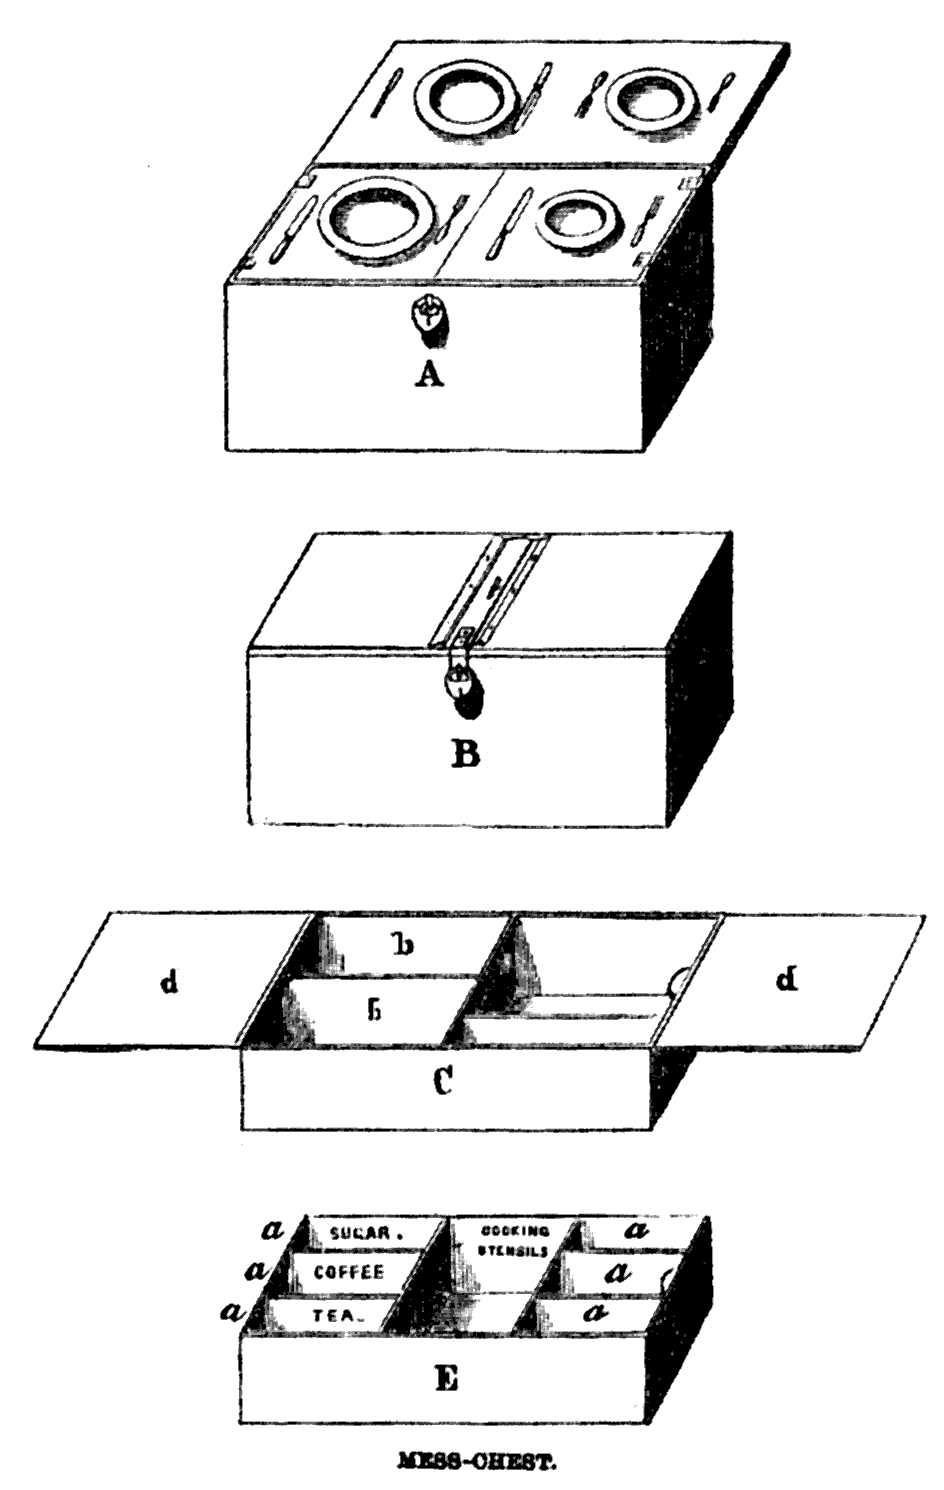 A
B
d
b
b
d
C
a SUGAR. COOKING UTENSILS a
a COFFEE a
a TEA. a
E
MESS-CHEST.